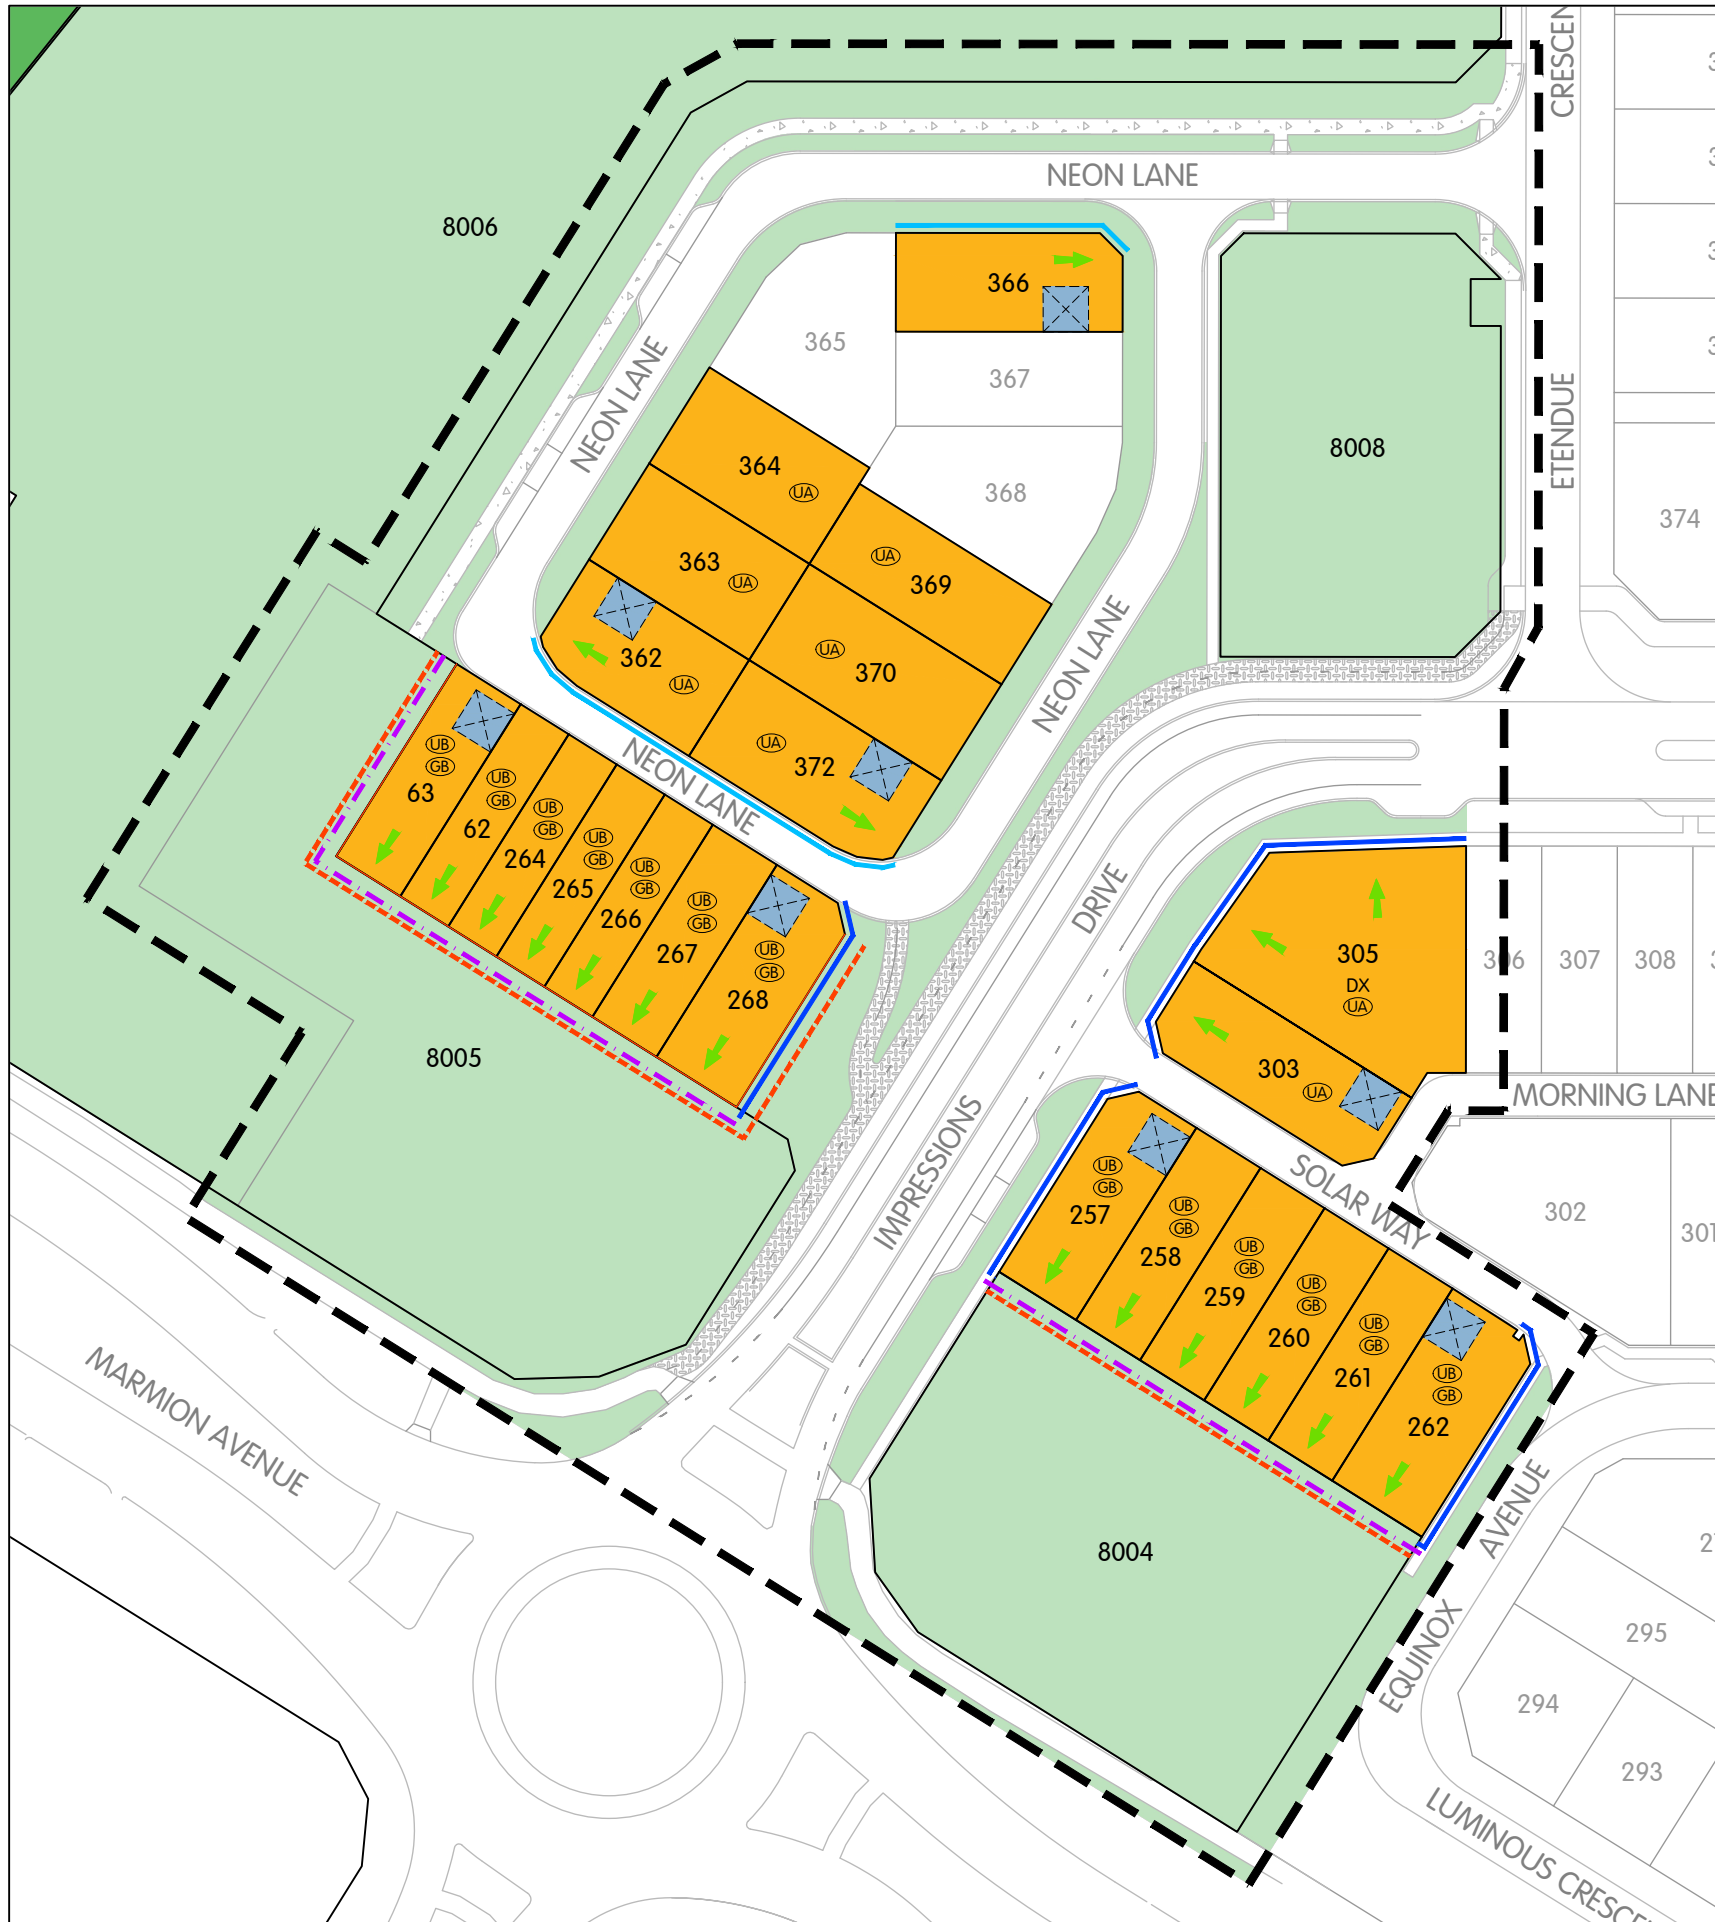 CRESCEN
NEON LANE
8006
366
365
367
NEON LANE
8008
ETENDUE
364
UA
368
374
363
UA
UA
369
362
UA
UA
370
NEON LANE
UA
372
NEON LANE
UB
GB
63
UB
GB
62
UB
GB
264
UB
GB
265
UB
GB
266
UB
GB
267
UB
GB
268
8005
DRIVE
IMPRESSIONS
305
DX
UA
306
307
308
303
UA
MORNING LANE
SOLAR WAY
302
301
UB
GB
257
UB
GB
258
UB
GB
259
UB
GB
260
UB
GB
261
UB
GB
262
MARMION AVENUE
8004
EQUINOX AVENUE
295
294
293
LUMINOUS CRESCE